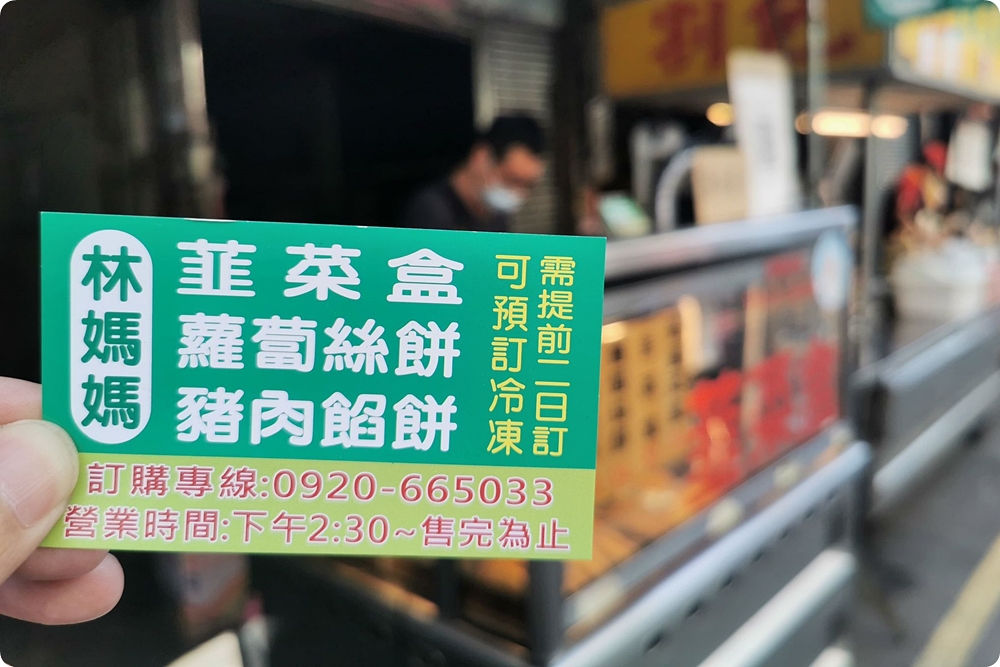 林媽媽
韮菜盒
蘿蔔絲餅
豬肉餡餅
需提前二日訂
可預訂冷凍
訂購專線:0920-665033
營業時間:下午2:30~售完為止